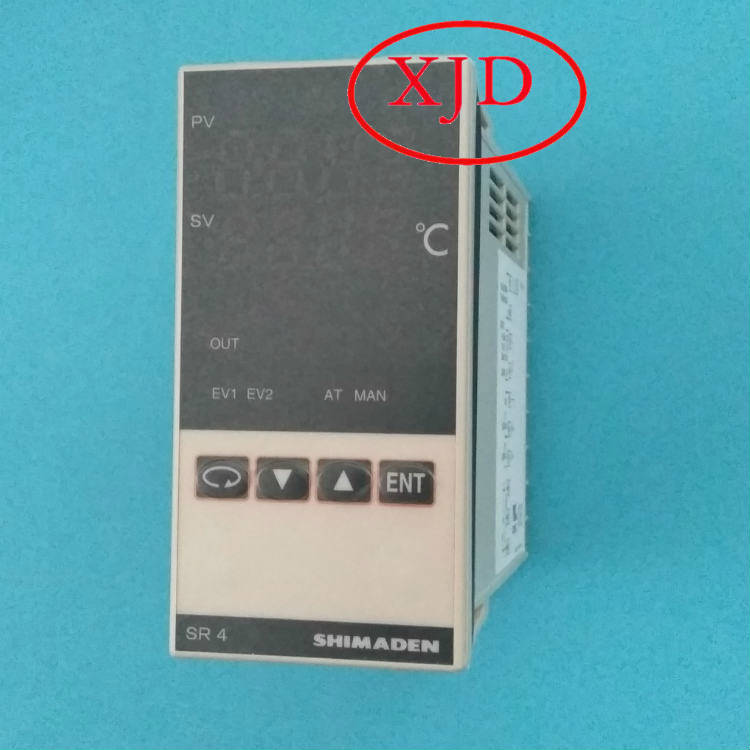 XJD
PV
SV
℃
OUT
EV1 EV2 AT MAN
ENT
SR 4 SHIMADEN